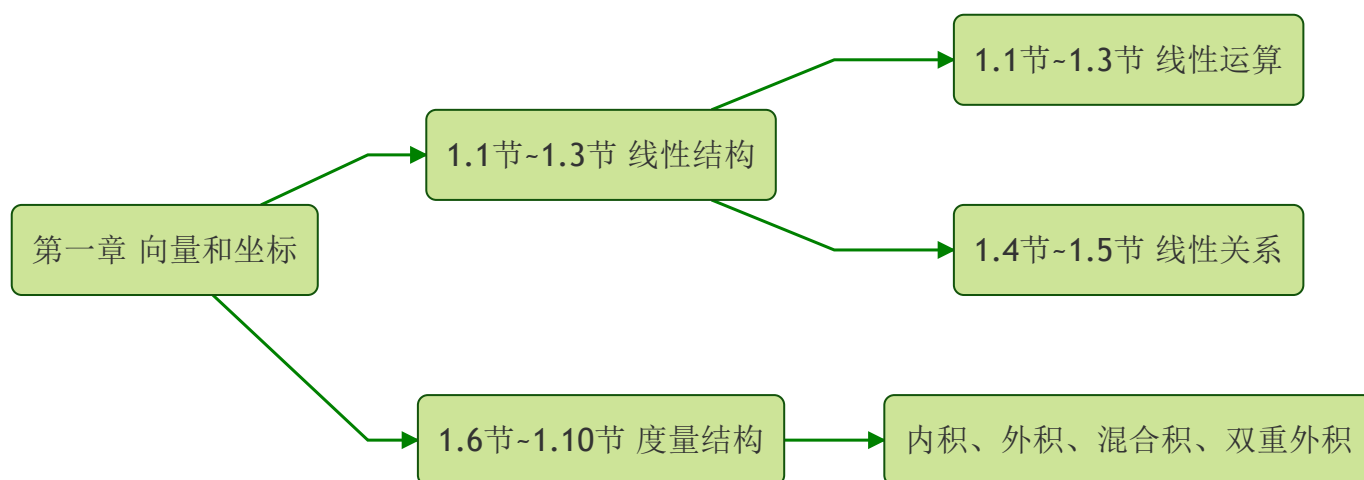 1.1节~1.3节 线性运算
1.1节~1.3节 线性结构
第一章 向量和坐标
1.4节~1.5节 线性关系
1.6节~1.10节 度量结构
内积、外积、混合积、双重外积